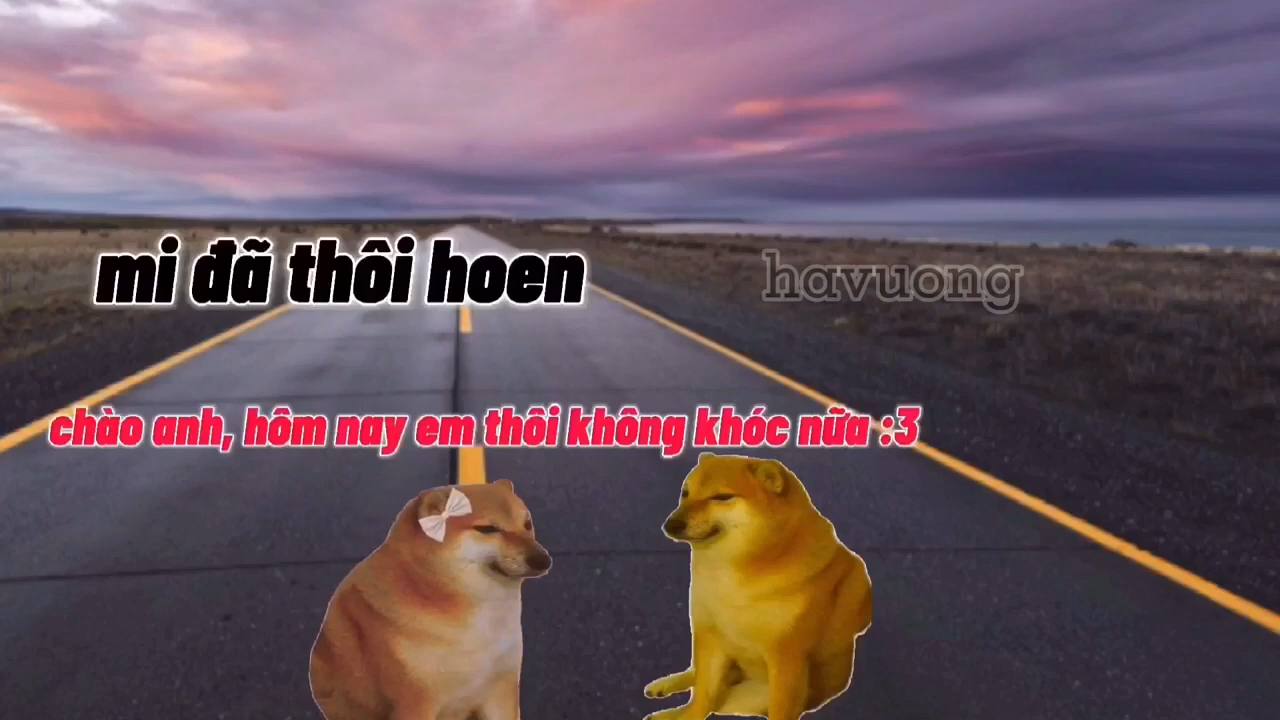 mi đã thôi hoen
havuong
chào anh, hôm nay em thôi không khóc nữa :3